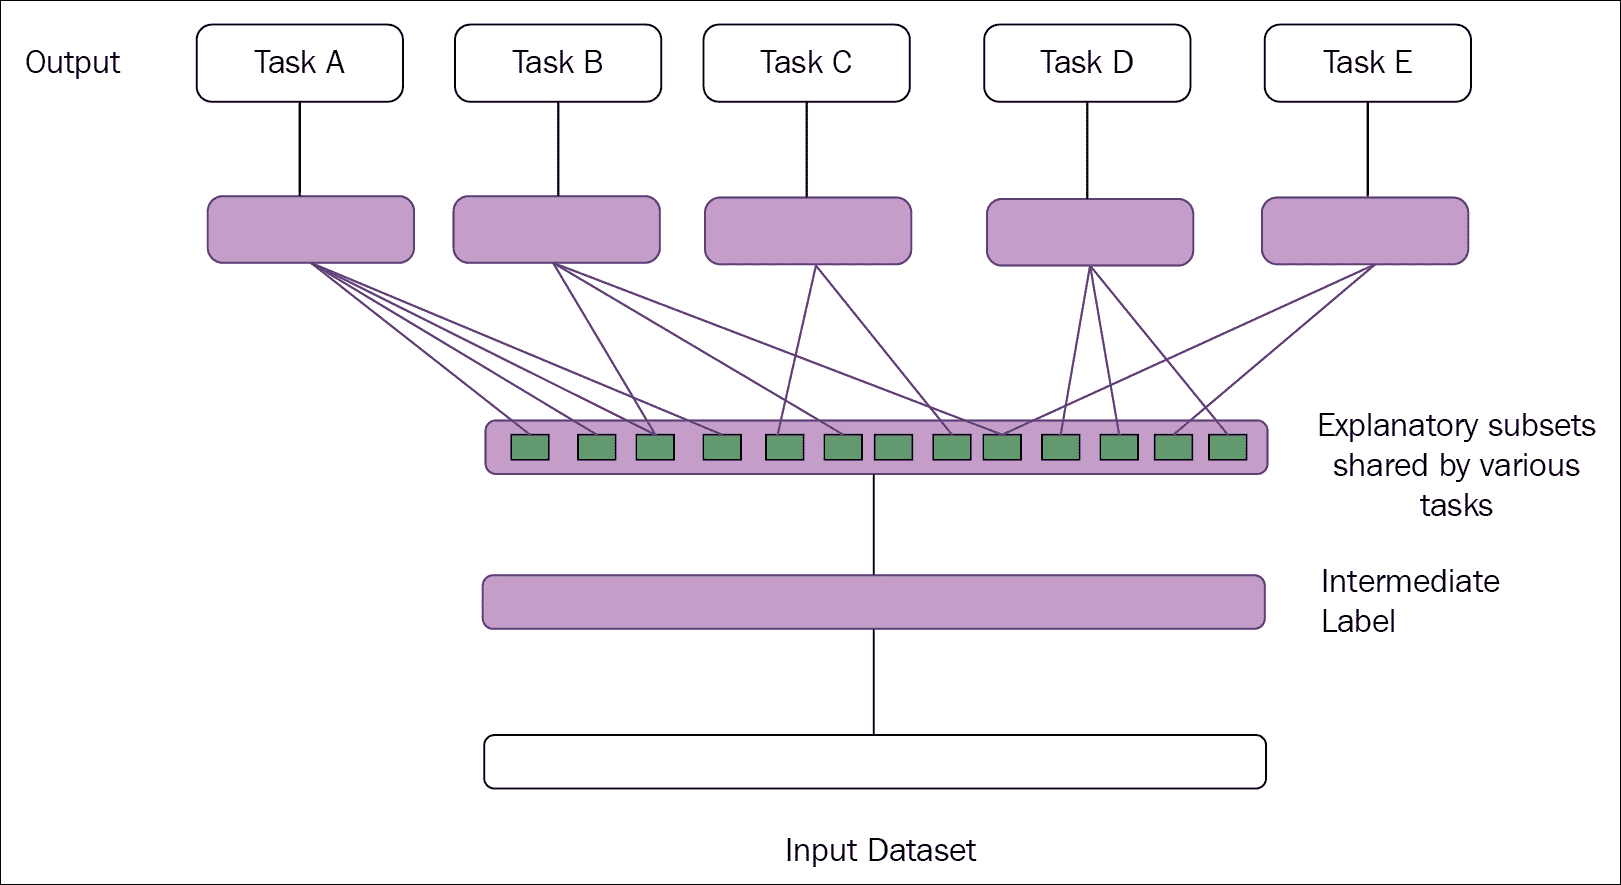 Output
Task A
Task B
Task C
Task D
Task E
Explanatory subsets
shared by various
tasks
Intermediate
Label
Input Dataset